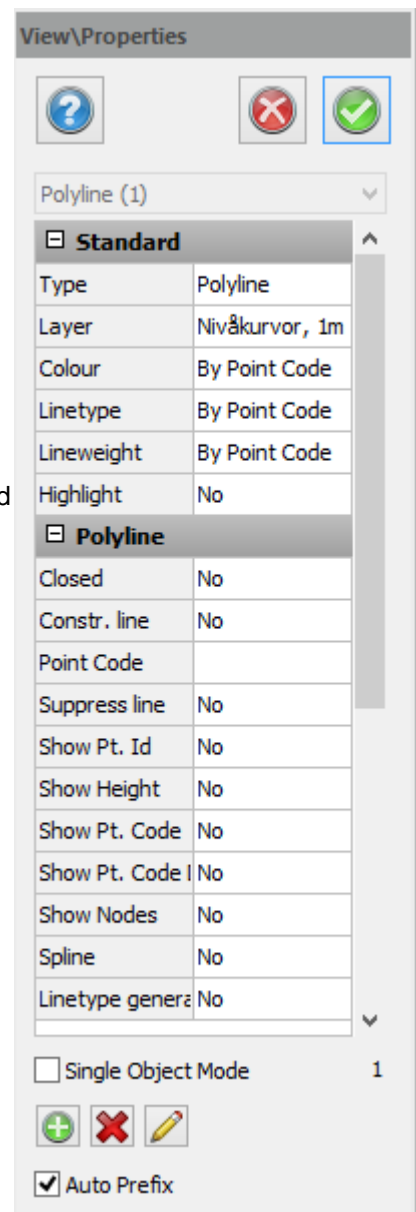 View\Properties
?
Polyline (1)
Standard
Type Polyline
Layer Nivåkurvor, 1m
Colour By Point Code
Linetype By Point Code
Lineweight By Point Code
d Highlight No
Polyline
Closed No
Constr. line No
Point Code
Suppress line No
Show Pt. Id No
Show Height No
Show Pt. Code No
Show Pt. Code No
Show Nodes No
Spline No
Linetype genera No
Single Object Mode 1
Auto Prefix